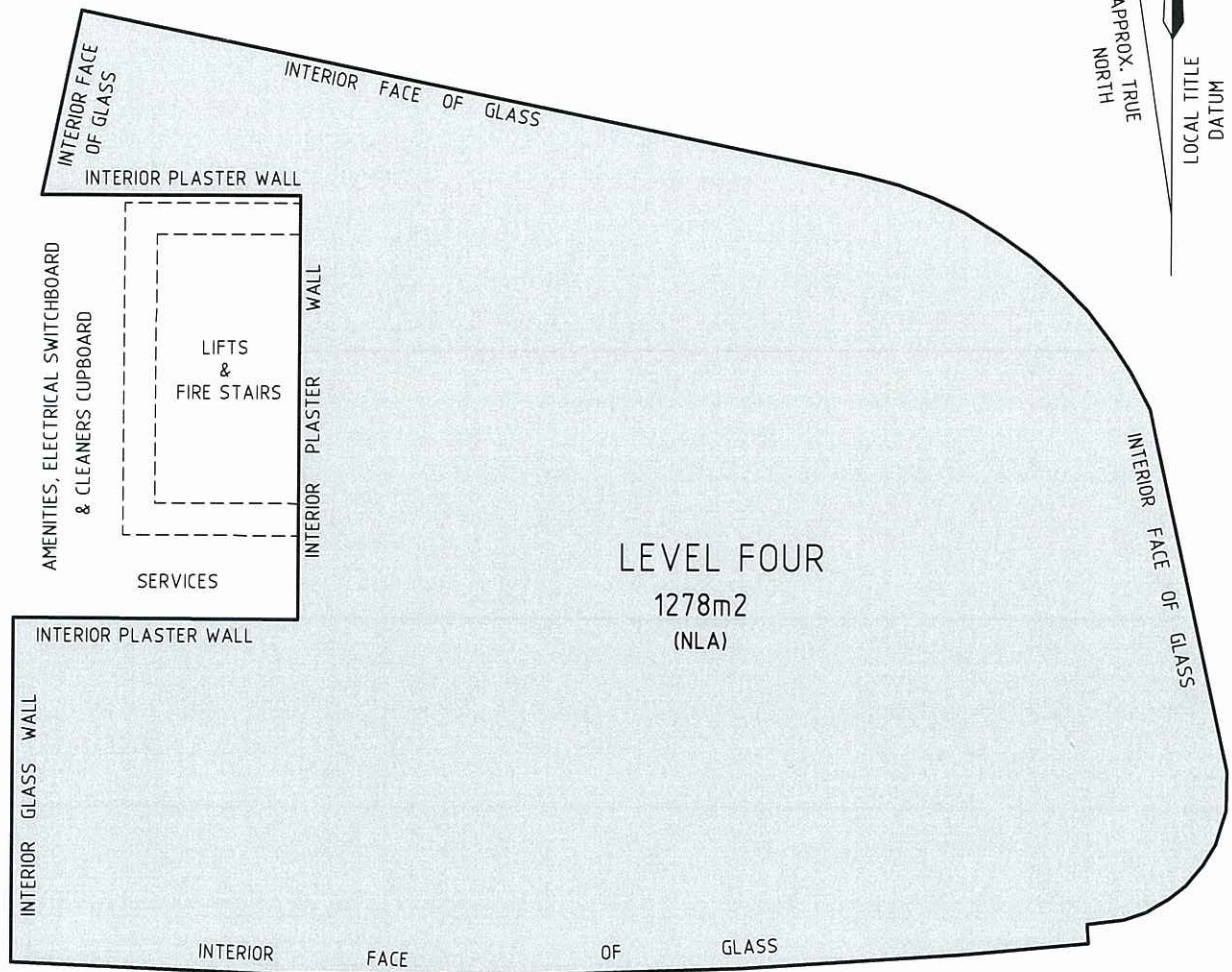 APPROX. TRUE
NORTH
LOCAL TITLE
DATUM
INTERIOR FACE
OF GLASS
INTERIOR FACE OF GLASS
INTERIOR PLASTER WALL
AMENITIES, ELECTRICAL SWITCHBOARD
& CLEANERS CUPBOARD
LIFTS
&
FIRE STAIRS
INTERIOR PLASTER WALL
SERVICES
INTERIOR PLASTER WALL
LEVEL FOUR
1278m2
(NLA)
INTERIOR FACE OF GLASS
INTERIOR GLASS WALL
INTERIOR FACE OF GLASS